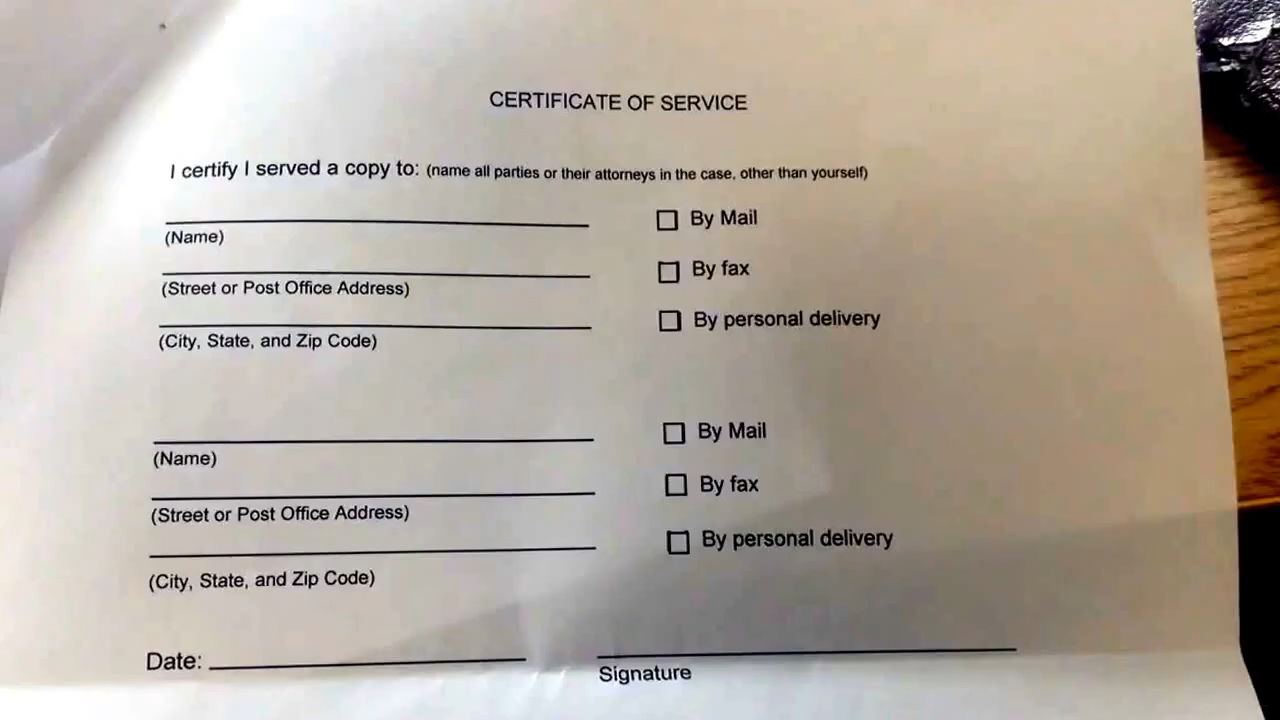 CERTIFICATE OF SERVICE
I certify I served a copy to: (name all parties or their attorneys in the case, other than yourself)
By Mail
(Name)
By fax
(Street or Post Office Address)
By personal delivery
(City, State, and Zip Code)
By Mail
(Name)
By fax
(Street or Post Office Address)
By personal delivery
(City, State, and Zip Code)
Date:
Signature